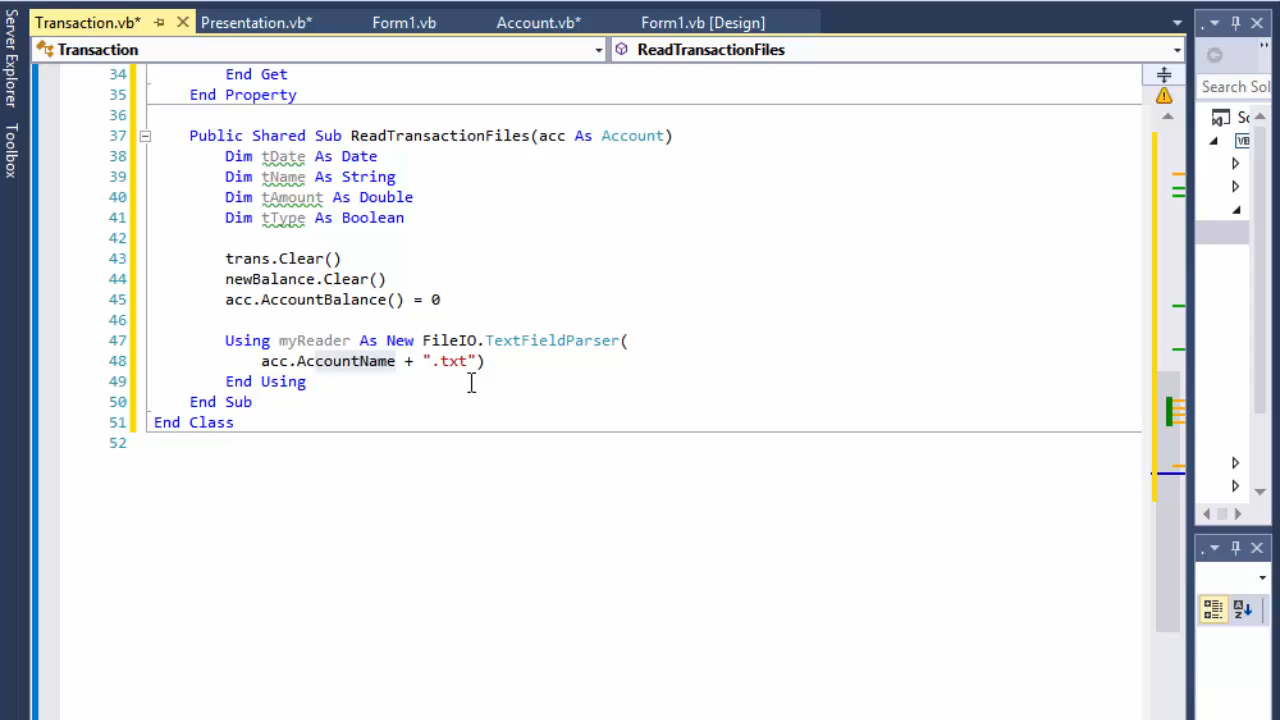 Server Explorer
Toolbox
Transaction.vb*
Presentation.vb*
Form1.vb
Account.vb*
Form1.vb [Design]
Transaction
ReadTransactionFiles
Search Sol
34 End Get
35 End Property
36
37 Public Shared Sub ReadTransactionFiles(acc As Account)
38 Dim tDate As Date
39 Dim tName As String
40 Dim tAmount As Double
41 Dim tType As Boolean
42
43 trans.Clear()
44 newBalance.Clear()
45 acc.AccountBalance() = 0
46
47 Using myReader As New FileIO.TextFieldParser(
48 acc.AccountName + ".txt")
49 End Using
50 End Sub
51 End Class
52